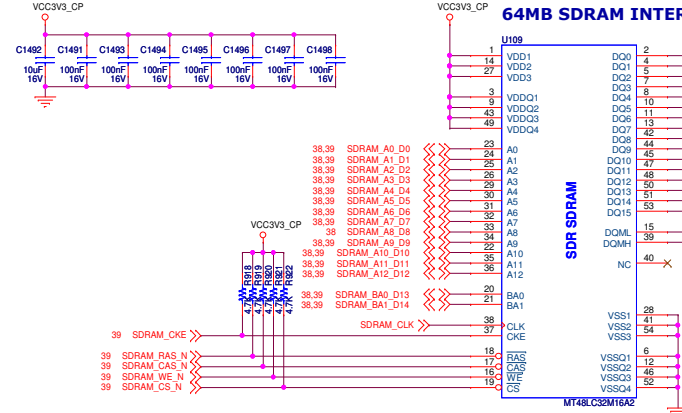 VCC3V3_CP
VCC3V3_CP
64MB SDRAM INTER
C1492 C1491 C1493 C1494 C1495 C1496 C1497 C1498
10uF 100nF 100nF 100nF 100nF 100nF 100nF 100nF
16V 16V 16V 16V 16V 16V 16V 16V
U109
1 VDD1
14 VDD2
27 VDD3
3 VDDQ1
9 VDDQ2
43 VDDQ3
49 VDDQ4
38,39 SDRAM_A0_D0 23 A0
38,39 SDRAM_A1_D1 24 A1
38,39 SDRAM_A2_D2 25 A2
38,39 SDRAM_A3_D3 26 A3
38,39 SDRAM_A4_D4 29 A4
38,39 SDRAM_A5_D5 30 A5
38,39 SDRAM_A6_D6 31 A6
38,39 SDRAM_A7_D7 32 A7
38 SDRAM_A8_D8 33 A8
38,39 SDRAM_A9_D9 34 A9
38,39 SDRAM_A10_D10 22 A10
38,39 SDRAM_A11_D11 35 A11
38,39 SDRAM_A12_D12 36 A12
38,39 SDRAM_BA0_D13 20 BA0
38,39 SDRAM_BA1_D14 21 BA1
SDRAM_CLK 38 CLK
39 SDRAM_CKE 37 CKE
39 SDRAM_RAS_N 18 RAS
39 SDRAM_CAS_N 17 CAS
39 SDRAM_WE_N 16 WE
39 SDRAM_CS_N 19 CS
VCC3V3_CP
R918 R919 R920 R921 R922
4.7K
SDR SDRAM
DQ0 2
DQ1 4
DQ2 5
DQ3 7
DQ4 8
DQ5 10
DQ6 11
DQ7 13
DQ8 42
DQ9 44
DQ10 45
DQ11 47
DQ12 48
DQ13 50
DQ14 51
DQ15 53
DQML 15
DQMH 39
NC 40
VSS1 28
VSS2 41
VSS3 54
VSSQ1 6
VSSQ2 12
VSSQ3 46
VSSQ4 52
MT48LC32M16A2